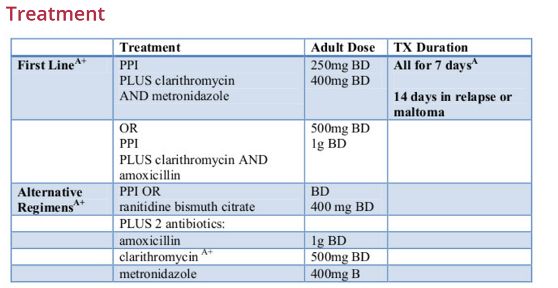 Treatment
Treatment Adult Dose TX Duration
First Line A+ PPI 250mg BD All for 7 days A
PLUS clarithromycin 400mg BD
AND metronidazole 14 days in relapse or
maltoma
OR 500mg BD
PPI 1g BD
PLUS clarithromycin AND
amoxicillin
Alternative PPI OR BD
Regimens A+ ranitidine bismuth citrate 400 mg BD
PLUS 2 antibiotics:
amoxicillin 1g BD
clarithromycin A+ 500mg BD
metronidazole 400mg B